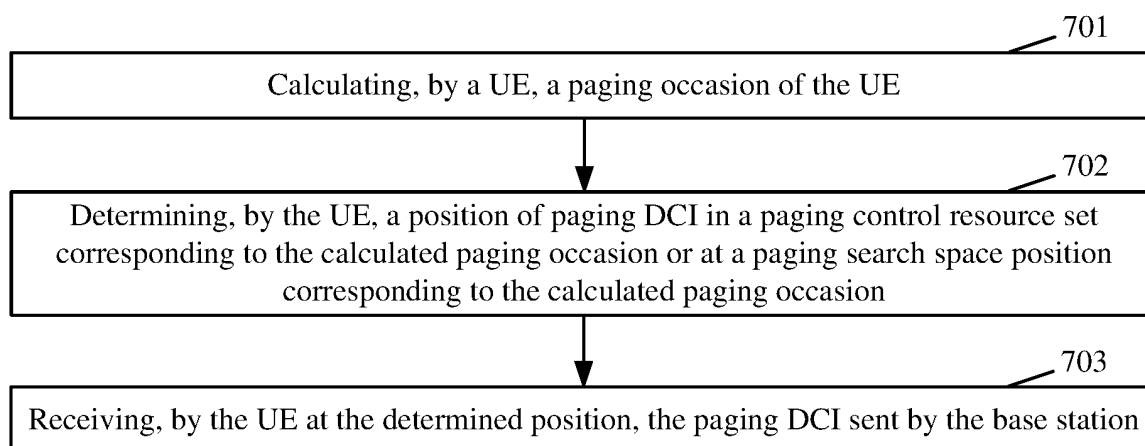 701
Calculating, by a UE, a paging occasion of the UE
702
Determining, by the UE, a position of paging DCI in a paging control resource set
corresponding to the calculated paging occasion or at a paging search space position
corresponding to the calculated paging occasion
703
Receiving, by the UE at the determined position, the paging DCI sent by the base station